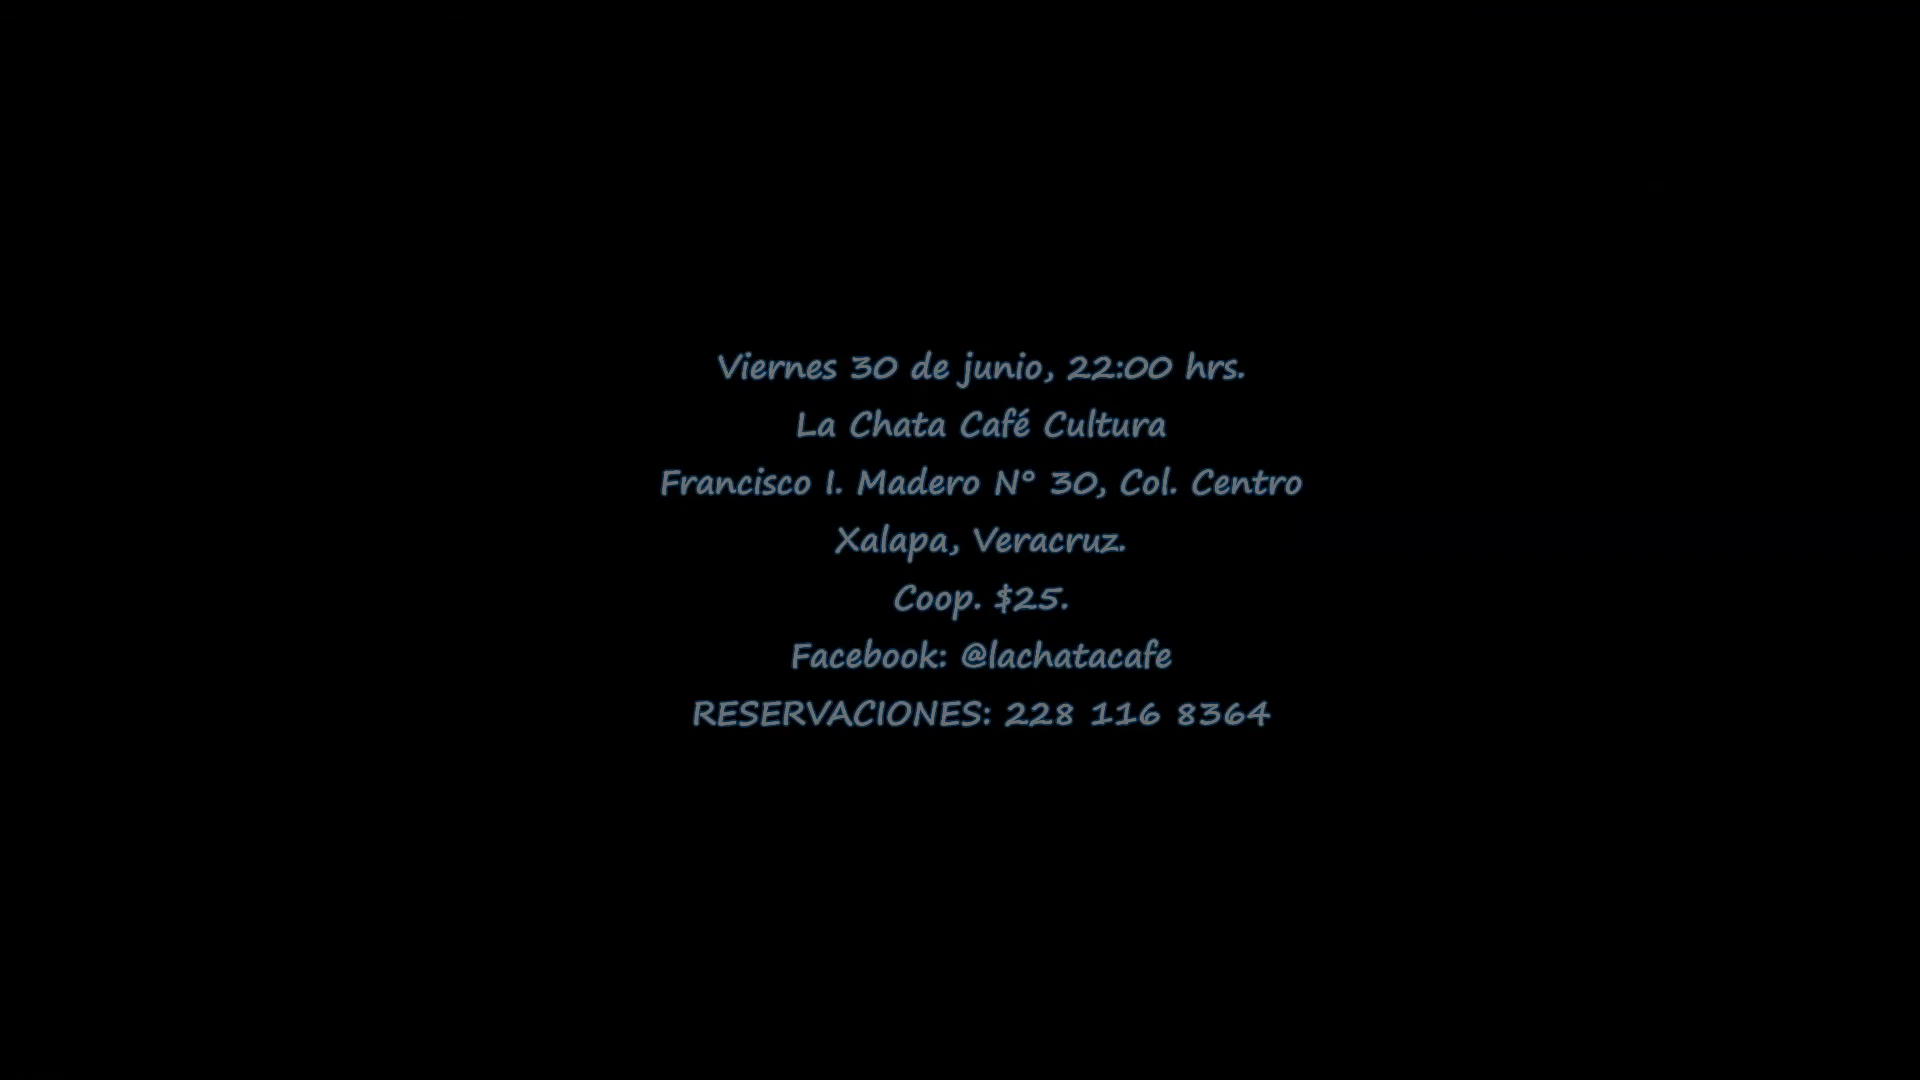 Viernes 30 de junio, 22:00 hrs.
La Chata Café Cultura
Francisco I. Madero N° 30, Col. Centro
Xalapa, Veracruz.
Coop. $25.
Facebook: @lachatacafe
RESERVACIONES: 228 116 8364